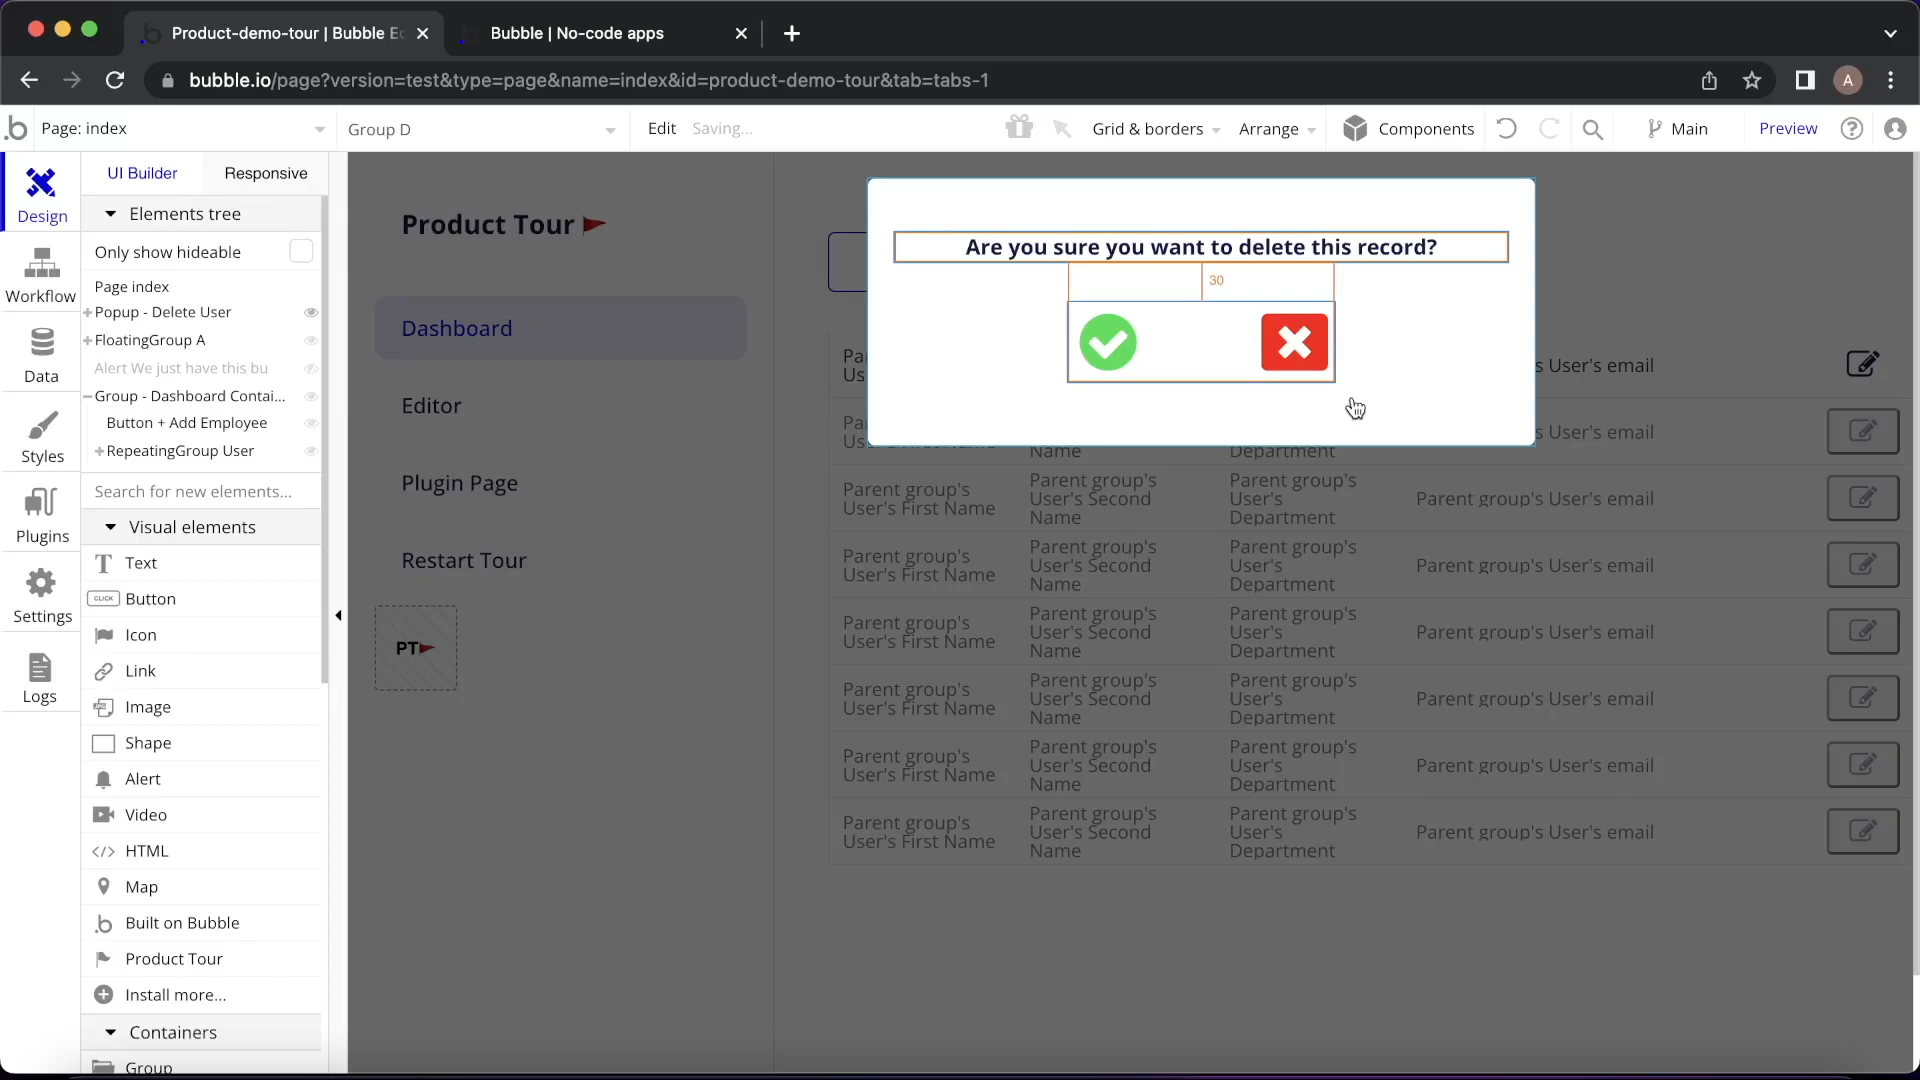 Product-demo-tour | Bubble Ec
Bubble | No-code apps
bubble.io/page?version=test&type=page&name=index&id=product-demo-tour&tab=tabs-1
A
Page: index
Group D
Edit
Saving...
Grid & borders
Arrange
Components
Main
Preview
Design
Workflow
Data
Styles
Plugins
Settings
Logs
UI Builder
Responsive
Elements tree
Only show hideable
Page index
Popup - Delete User
FloatingGroup A
Alert We just have this bu
Group - Dashboard Contai...
Button + Add Employee
RepeatingGroup User
Search for new elements...
Visual elements
Text
CLICK Button
Icon
Link
Image
Shape
Alert
Video
HTML
Map
Built on Bubble
Product Tour
Install more...
Containers
Group
Product Tour
Dashboard
Editor
Plugin Page
Restart Tour
PT
Are you sure you want to delete this record?
30
Pa
Us
s User's email
Pa
Us
Name
Department
s User's email
Parent group's
User's First Name
Parent group's
User's Second
Name
Parent group's
User's
Department
Parent group's User's email
Parent group's
User's First Name
Parent group's
User's Second
Name
Parent group's
User's
Department
Parent group's User's email
Parent group's
User's First Name
Parent group's
User's Second
Name
Parent group's
User's
Department
Parent group's User's email
Parent group's
User's First Name
Parent group's
User's Second
Name
Parent group's
User's
Department
Parent group's User's email
Parent group's
User's First Name
Parent group's
User's Second
Name
Parent group's
User's
Department
Parent group's User's email
Parent group's
User's First Name
Parent group's
User's Second
Name
Parent group's
User's
Department
Parent group's User's email